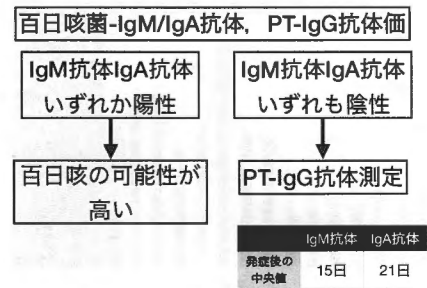 百日咳菌-IgM/IgA抗体, PT-IgG抗体価
IgM抗体IgA抗体
いずれか陽性
IgM抗体IgA抗体
いずれも陰性
百日咳の可能性が
高い
PT-IgG抗体測定
IgM抗体 IgA抗体
発症後の
中央値
15日 21日